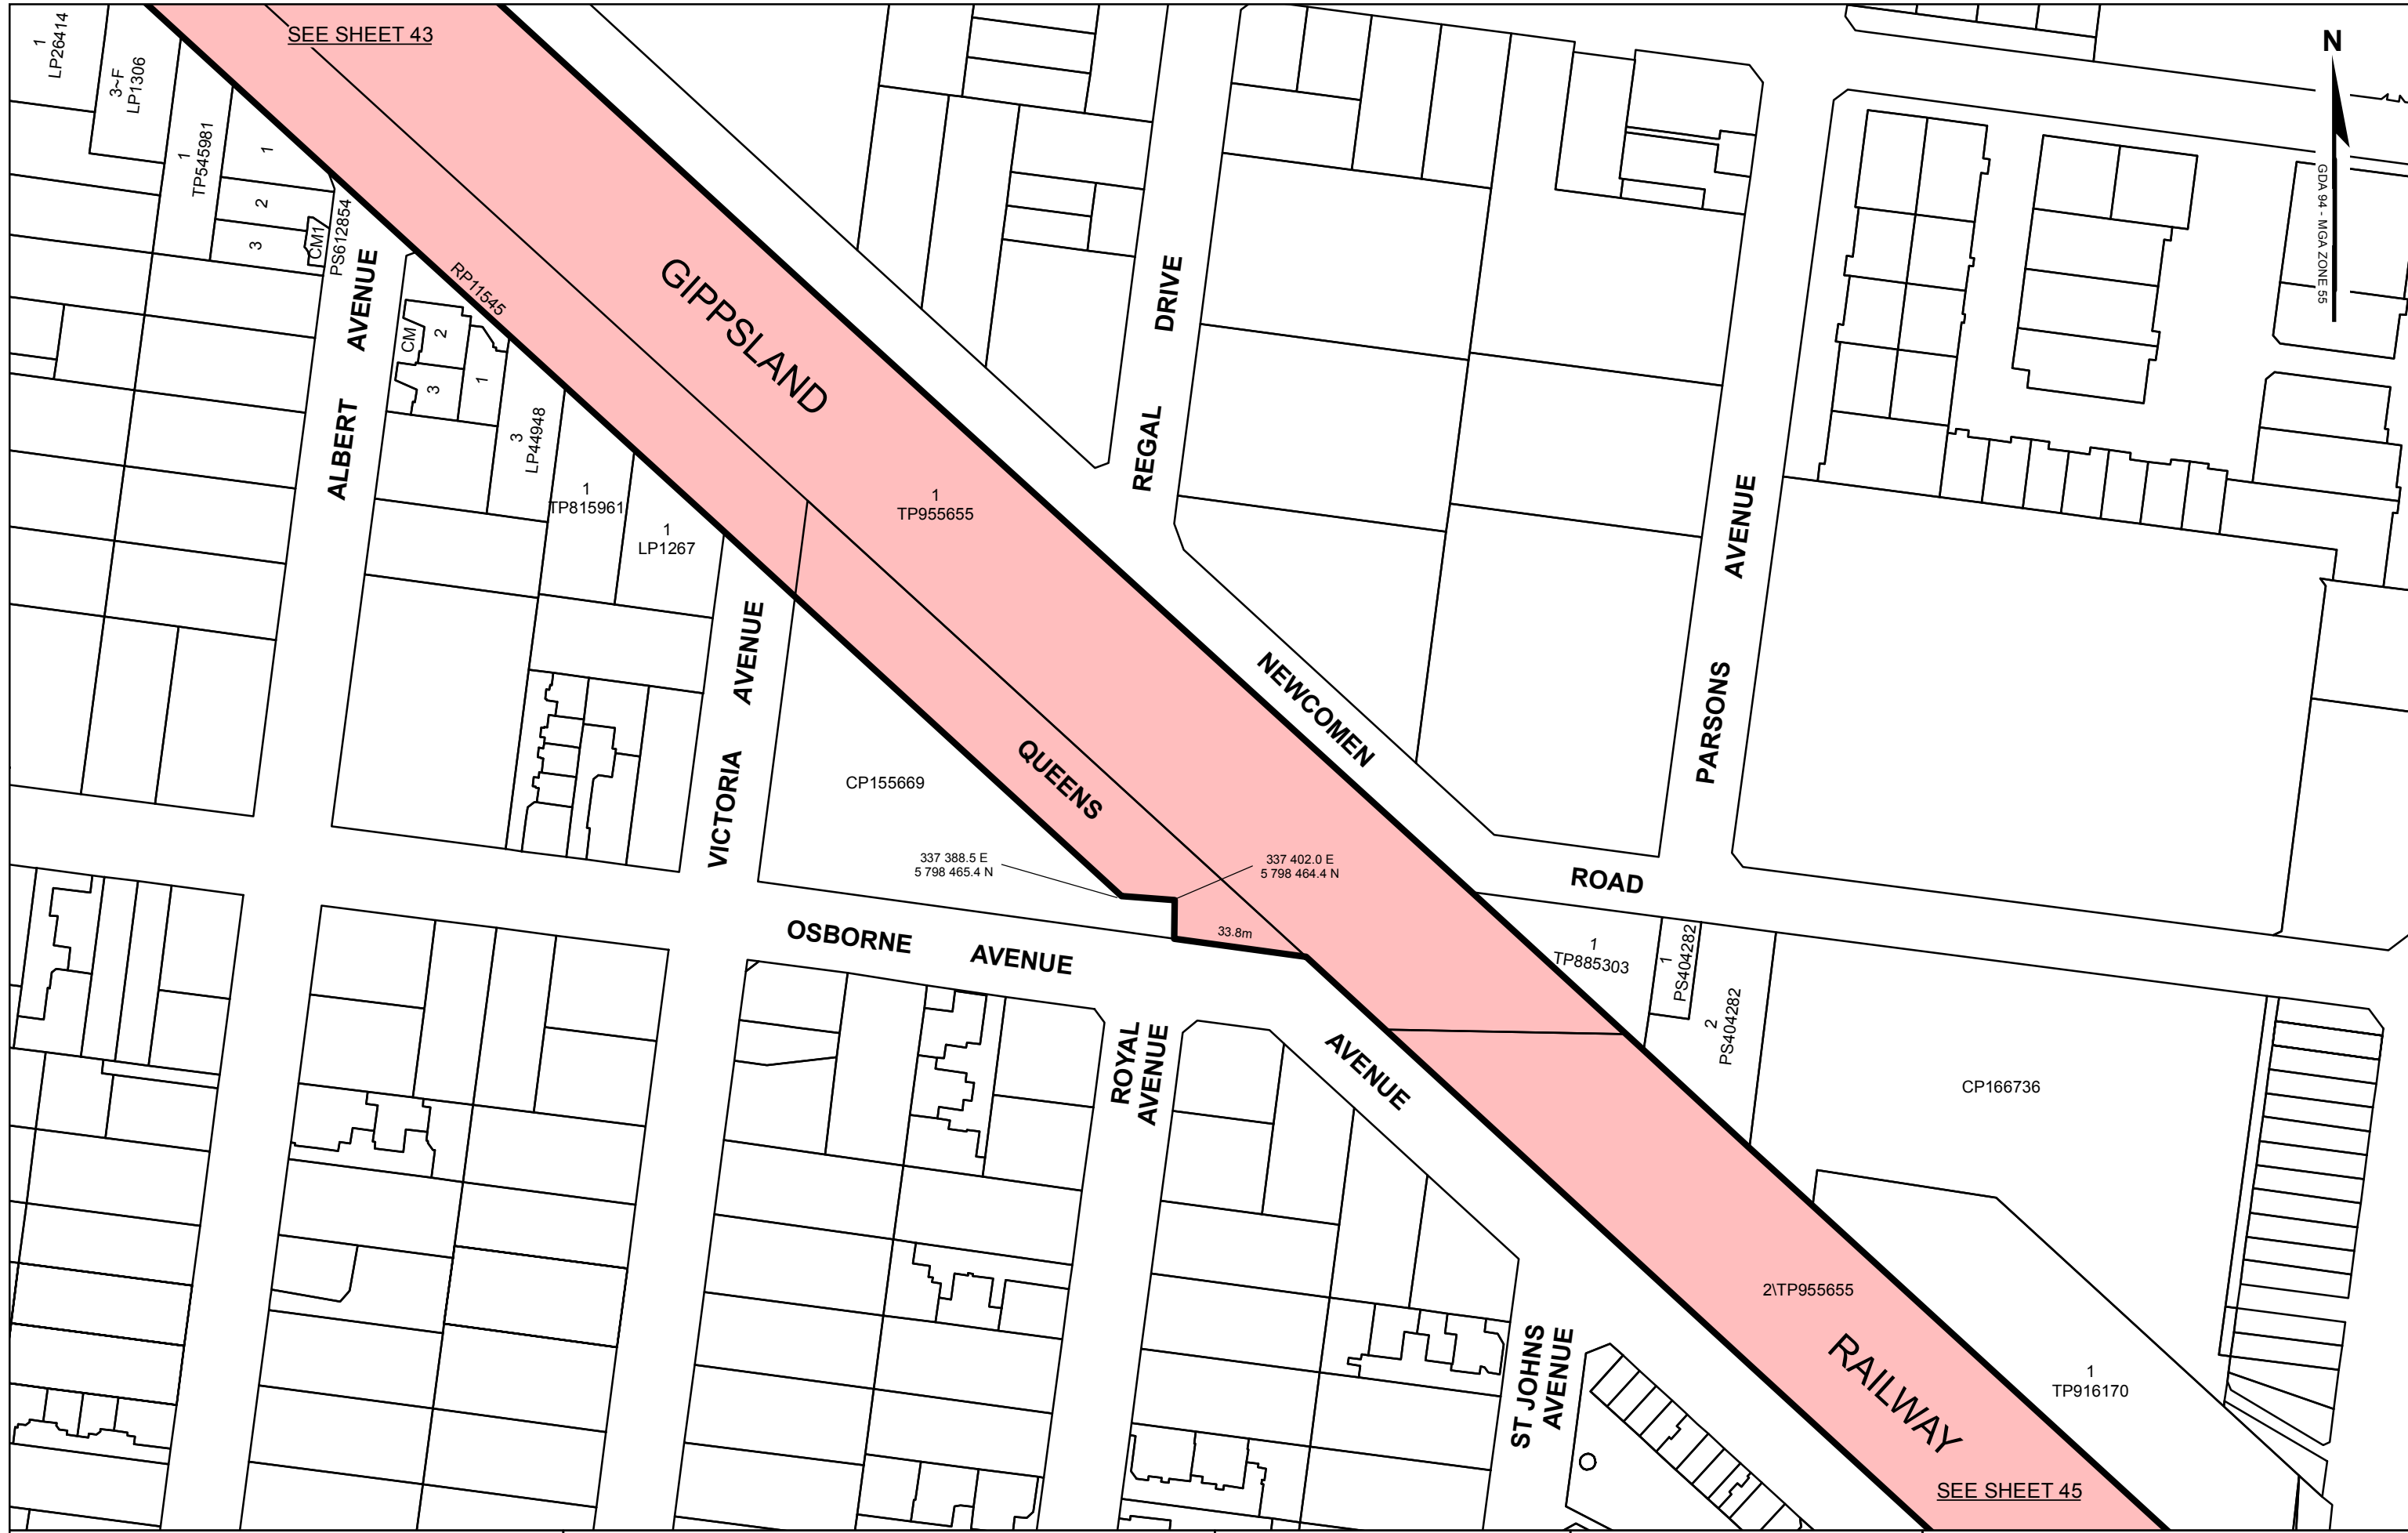 SEE SHEET 43
N
GDA 94 - MGA ZONE 55
1
LP26414
3~F
LP1306
1
TP545981
1
2
3
CM1
PS612854
ALBERT AVENUE
RP11545
CM
2
3
1
3
LP44948
1
TP815961
1
LP1267
GIPPSLAND
1
TP955655
REGAL DRIVE
PARSONS AVENUE
VICTORIA AVENUE
NEWCOMEN
ROAD
QUEENS
AVENUE
CP155669
337 388.5 E
5 798 465.4 N
337 402.0 E
5 798 464.4 N
33.8m
OSBORNE AVENUE
1
TP885303
1
PS404282
2
PS404282
CP166736
ROYAL
AVENUE
2\TP955655
RAILWAY
1
TP916170
ST JOHNS
AVENUE
SEE SHEET 45